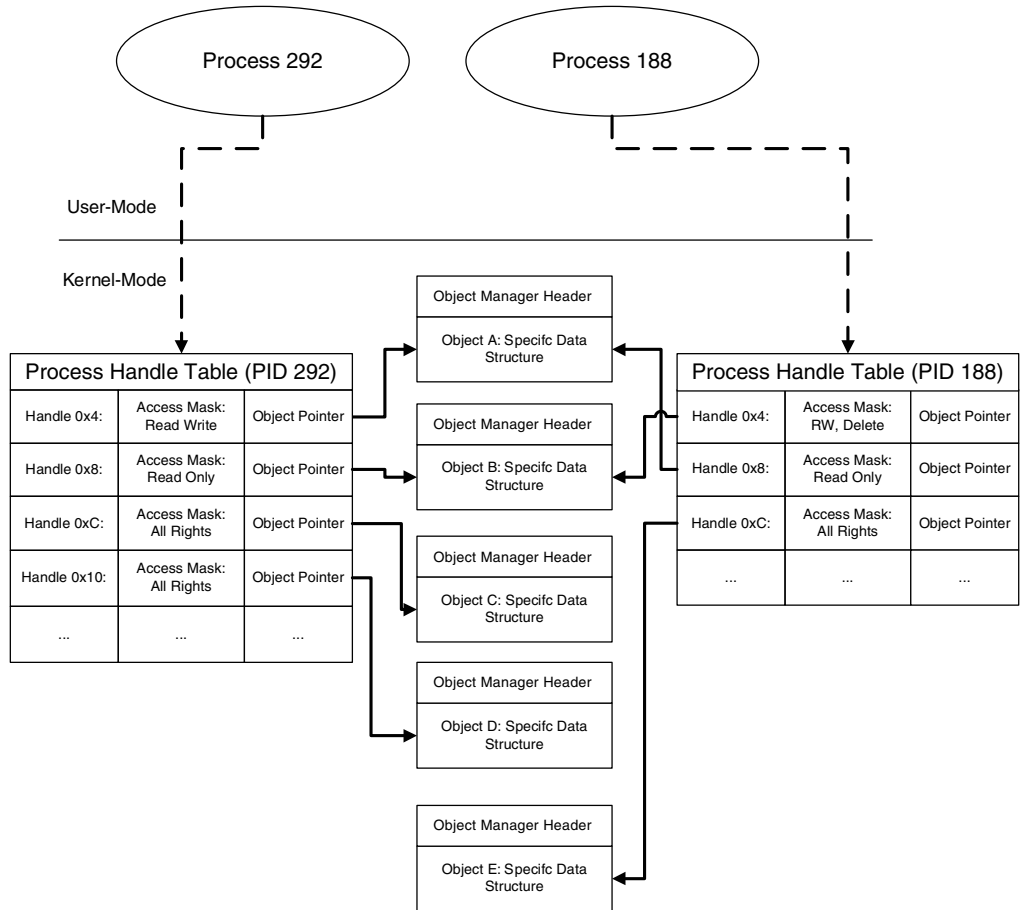 Process 292
Process 188
User-Mode
Kernel-Mode
Process Handle Table (PID 292)
Handle 0x4:
Access Mask:
Read Write
Object Pointer
Handle 0x8:
Access Mask:
Read Only
Object Pointer
Handle 0xC:
Access Mask:
All Rights
Object Pointer
Handle 0x10:
Access Mask:
All Rights
Object Pointer
...
...
...
Object Manager Header
Object A: Specifc Data
Structure
Object Manager Header
Object B: Specifc Data
Structure
Object Manager Header
Object C: Specifc Data
Structure
Object Manager Header
Object D: Specifc Data
Structure
Object Manager Header
Object E: Specifc Data
Structure
Process Handle Table (PID 188)
Handle 0x4:
Access Mask:
RW, Delete
Object Pointer
Handle 0x8:
Access Mask:
Read Only
Object Pointer
Handle 0xC:
Access Mask:
All Rights
Object Pointer
...
...
...